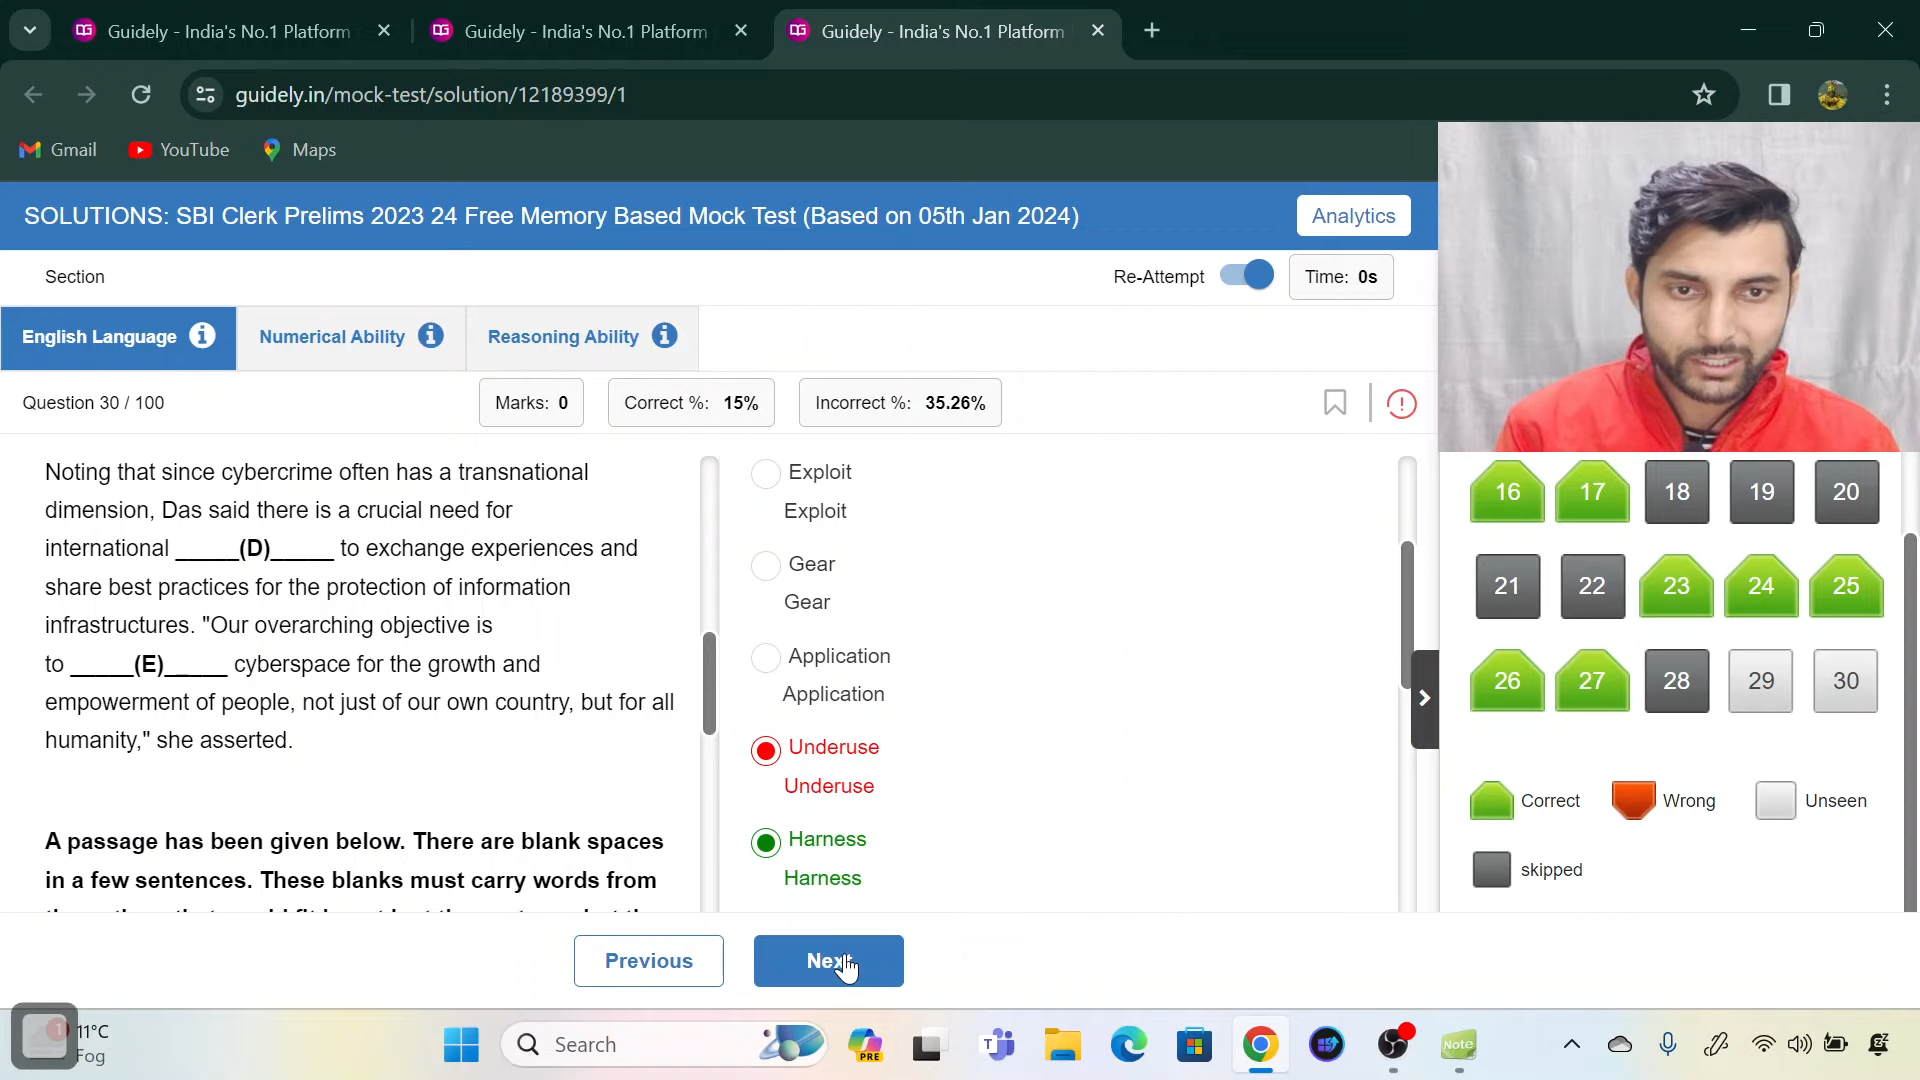 Guidely - India's No.1 Platform
Guidely - India's No.1 Platform
Guidely - India's No.1 Platform
guidely.in/mock-test/solution/12189399/1
Gmail
YouTube
Maps
SOLUTIONS: SBI Clerk Prelims 2023 24 Free Memory Based Mock Test (Based on 05th Jan 2024)
Analytics
Section
Re-Attempt
Time: 0s
English Language
Numerical Ability
Reasoning Ability
Question 30 / 100
Marks: 0
Correct %: 15%
Incorrect %: 35.26%
Noting that since cybercrime often has a transnational
dimension, Das said there is a crucial need for
international _____(D)_____ to exchange experiences and
share best practices for the protection of information
infrastructures. "Our overarching objective is
to _____(E)_____ cyberspace for the growth and
empowerment of people, not just of our own country, but for all
humanity," she asserted.
A passage has been given below. There are blank spaces
in a few sentences. These blanks must carry words from
Exploit
Exploit
Gear
Gear
Application
Application
Underuse
Underuse
Harness
Harness
16 17 18 19 20
21 22 23 24 25
26 27 28 29 30
Correct
Wrong
Unseen
skipped
Previous
Next
1
11°C
Fog
Search
PRE
T
Note